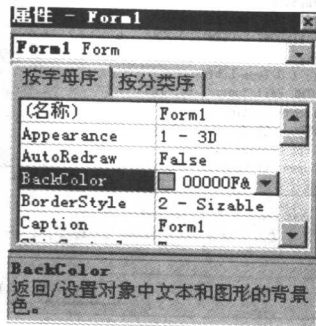 属性 - Form1
Form1 Form
按字母序 按分类序
(名称) Form1
Appearance 1 - 3D
AutoRedraw False
BackColor 00000F&
BorderStyle 2 - Sizable
Caption Form1
BackColor
返回/设置对象中文本和图形的背景
色。